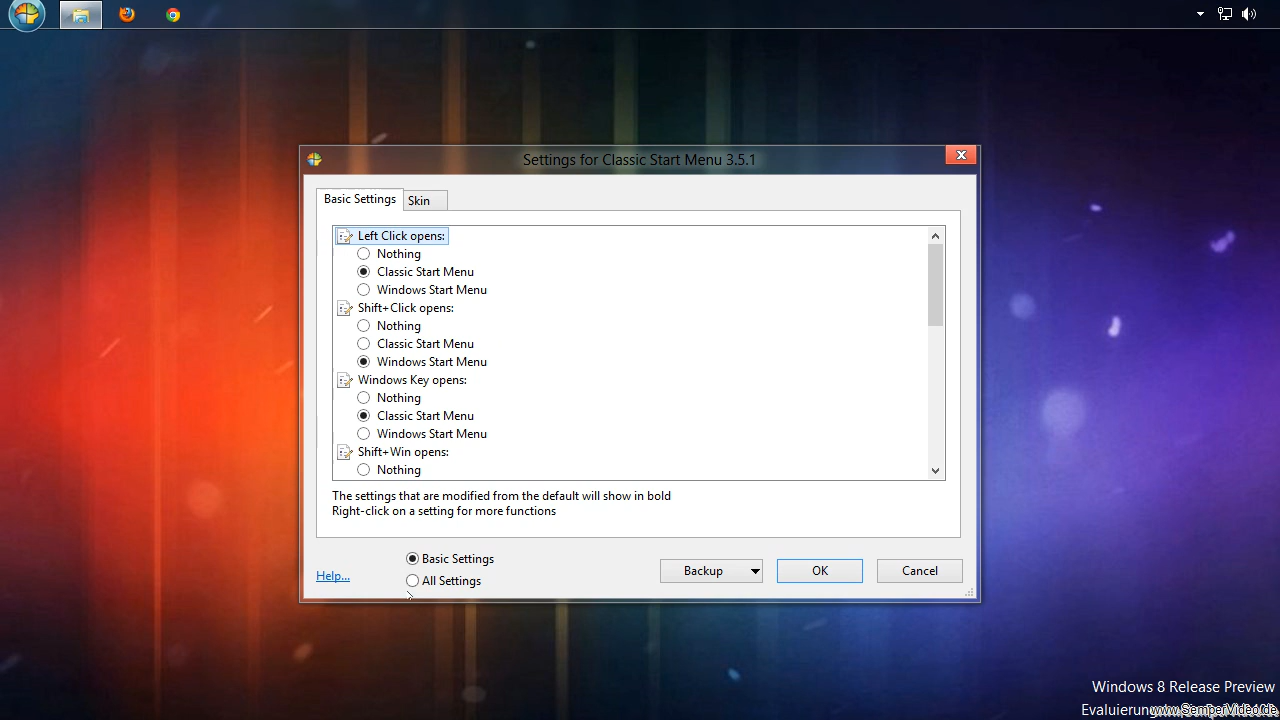 Settings for Classic Start Menu 3.5.1
Basic Settings
Skin
Left Click opens:
Nothing
Classic Start Menu
Windows Start Menu
Shift+Click opens:
Nothing
Classic Start Menu
Windows Start Menu
Windows Key opens:
Nothing
Classic Start Menu
Windows Start Menu
Shift+Win opens:
Nothing
The settings that are modified from the default will show in bold
Right-click on a setting for more functions
Help...
Basic Settings
All Settings
Backup
OK
Cancel
Windows 8 Release Preview
www.SemperVideo.de